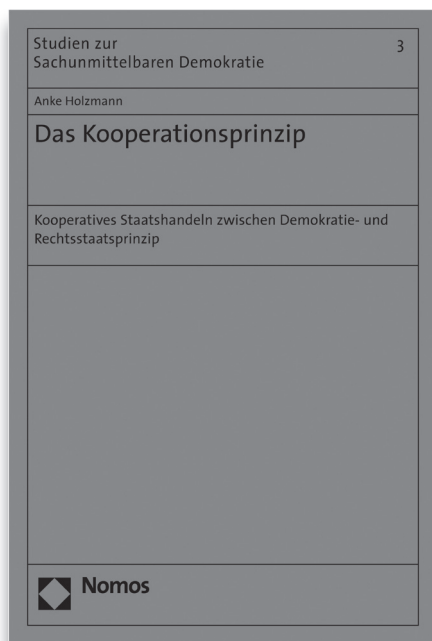 Studien zur
Sachunmittelbaren Demokratie
3
Anke Holzmann
Das Kooperationsprinzip
Kooperatives Staatshandeln zwischen Demokratie- und
Rechtsstaatsprinzip
Nomos